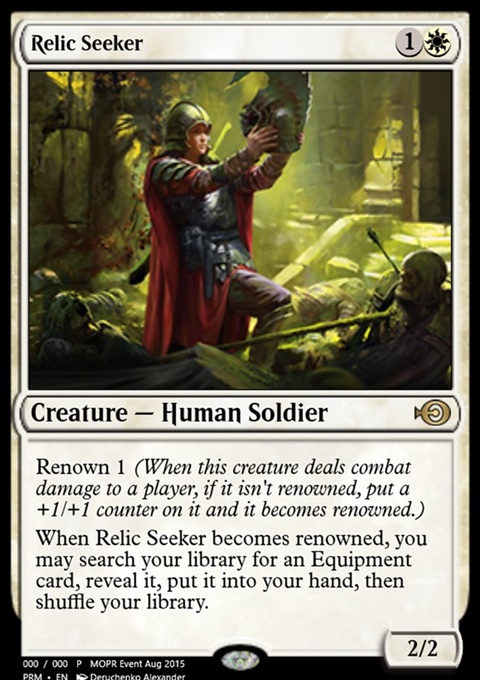 Relic Seeker 1
Creature — Human Soldier
Renown 1 (When this creature deals combat
damage to a player, if it isn't renowned, put a
+1/+1 counter on it and it becomes renowned.)
When Relic Seeker becomes renowned, you
may search your library for an Equipment
card, reveal it, put it into your hand, then
shuffle your library.
2/2
000 / 000 P MOPR Event Aug 2015
PRM • EN Deruchenko Alexander